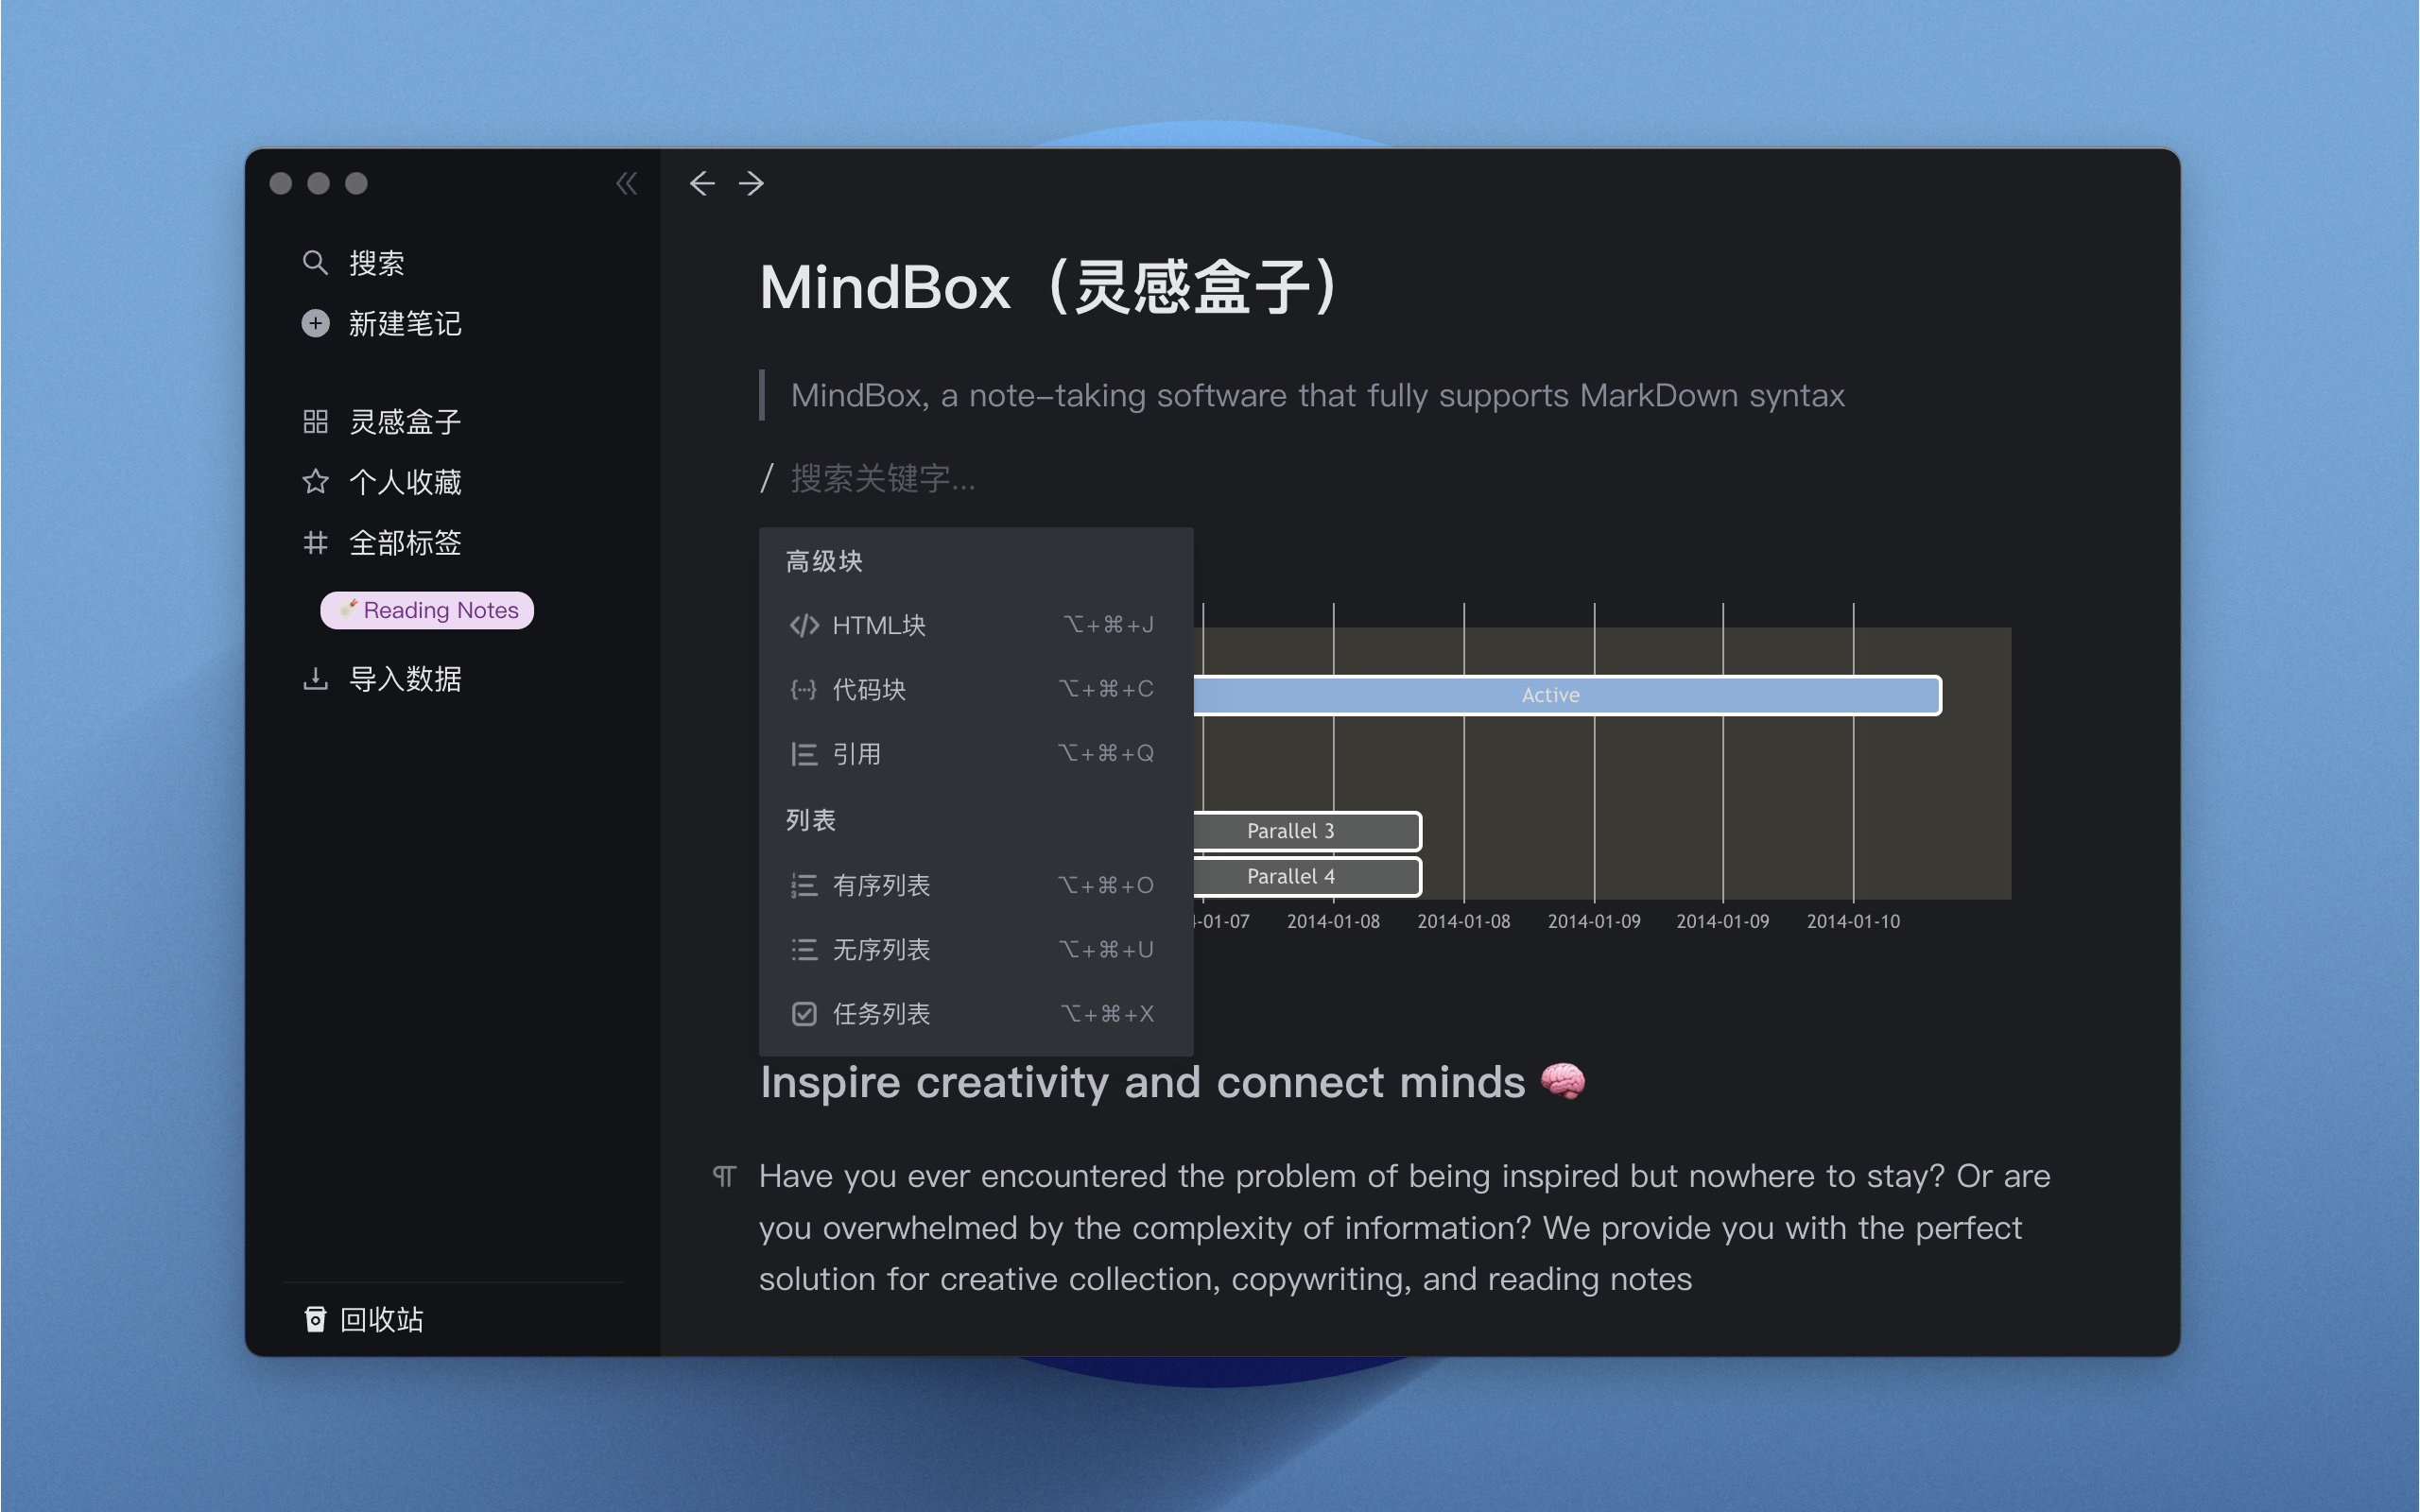 搜索
新建笔记
灵感盒子
个人收藏
全部标签
Reading Notes
导入数据
回收站
MindBox（灵感盒子）
MindBox, a note-taking software that fully supports MarkDown syntax
/ 搜索关键字...
高级块
HTML块 ⌥+⌘+J
代码块 ⌥+⌘+C
引用 ⌥+⌘+Q
列表
有序列表 ⌥+⌘+O
无序列表 ⌥+⌘+U
任务列表 ⌥+⌘+X
Active
Parallel 3
Parallel 4
-01-07 2014-01-08 2014-01-08 2014-01-09 2014-01-09 2014-01-10
Inspire creativity and connect minds 🧠
Have you ever encountered the problem of being inspired but nowhere to stay? Or are
you overwhelmed by the complexity of information? We provide you with the perfect
solution for creative collection, copywriting, and reading notes